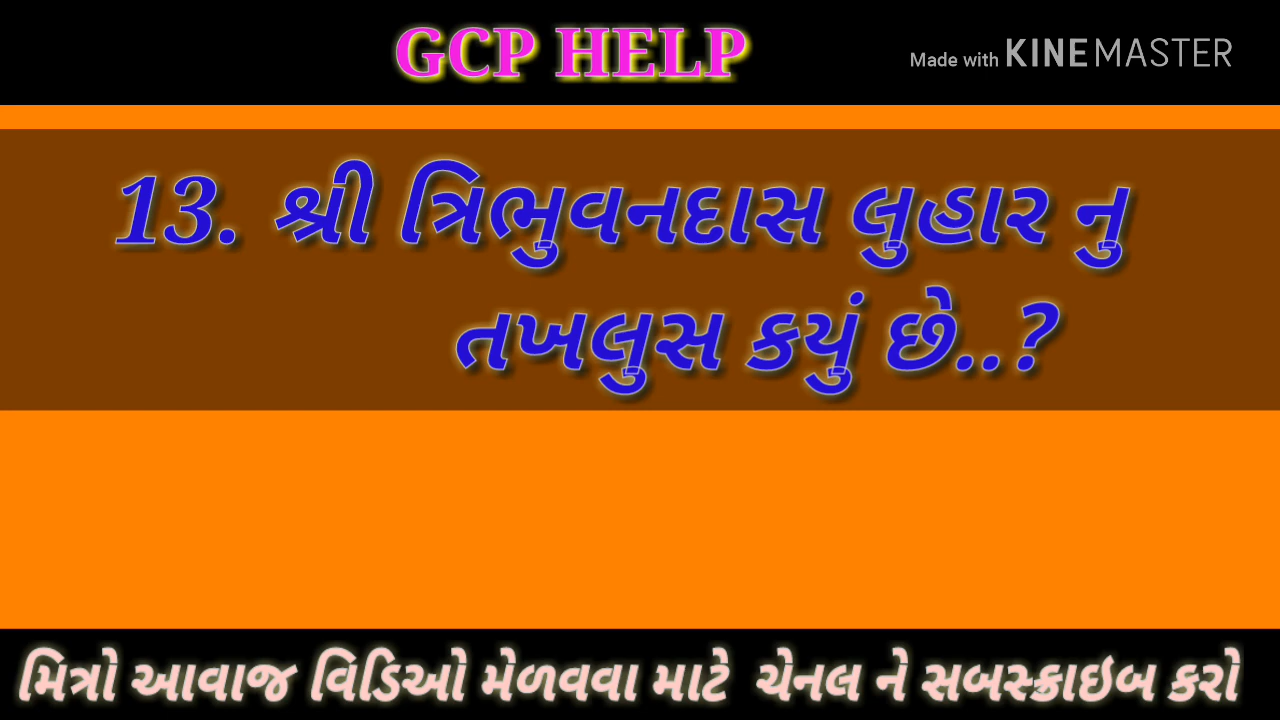 GCP HELP
Made with KINEMASTER
13. શ્રી ત્રિભુવનદાસ લુહાર નુ
તખલુસ કયું છે..?
મિત્રો આવાજ વિડિઓ મેળવવા માટે ચેનલ ને સબસ્ક્રાઇબ કરો